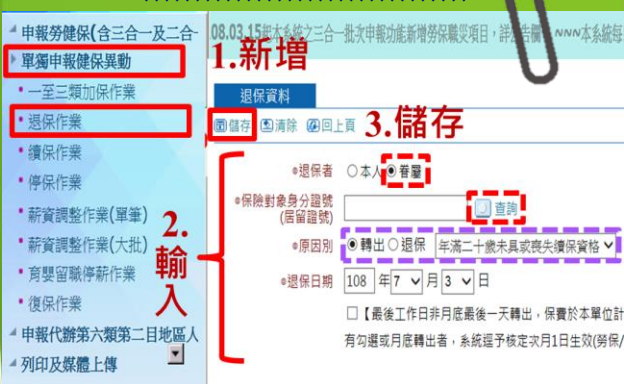 申報勞健保(含三合一及二合-
單獨申報健保異動
一至三類加保作業
退保作業
續保作業
停保作業
薪資調整作業(單筆)
薪資調整作業(大批)
育嬰留職停薪作業
復保作業
申報代辦第六類第二目地區人
列印及媒體上傳
08.03.15起本系統之三合一批次申報功能新增勞保職災項目，詳公告欄 NNN本系統每
1.新增
退保資料
儲存 清除 回上頁
3.儲存
2.
輸
入
退保者 本人 眷屬
保險對象身分證號
(居留證號) 查詢
原因別 轉出 退保 年滿二十歲未具或喪失續保資格
退保日期 108 年 7 月 3 日
【最後工作日非月底最後一天轉出，保費於本單位計
有勾選或月底轉出者，系統逕予核定次月1日生效(勞保/